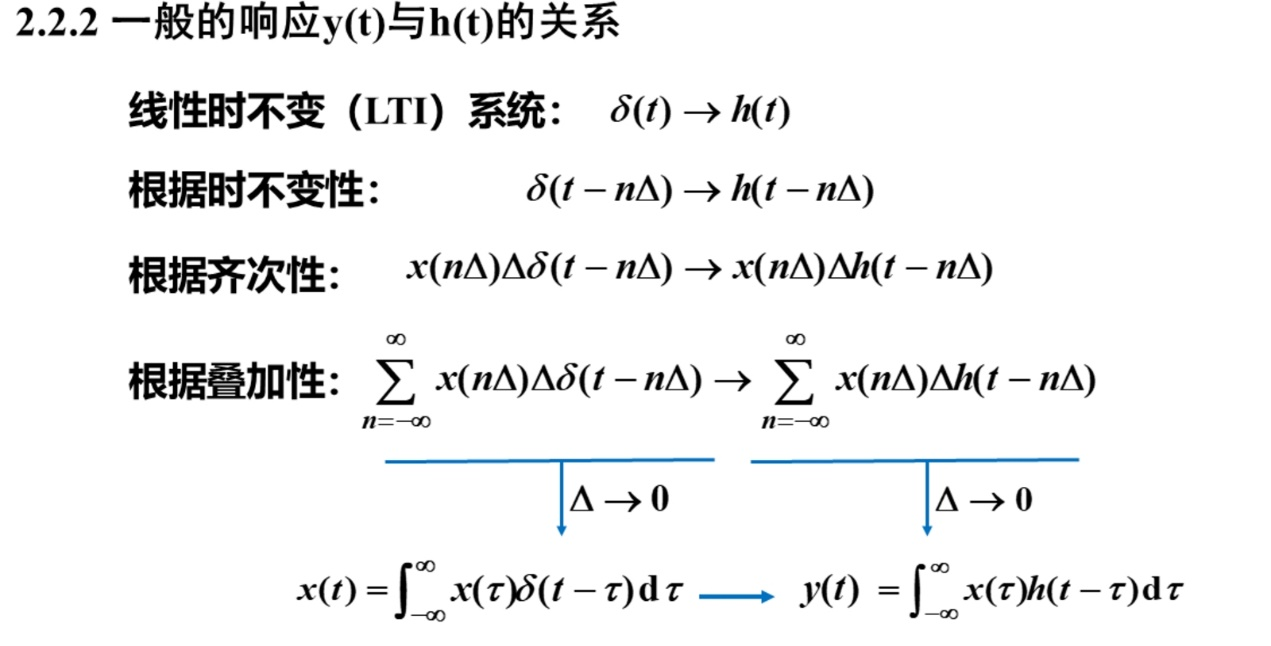 2.2.2 一般的响应y(t)与h(t)的关系
线性时不变（LTI）系统： δ(t) → h(t)
根据时不变性： δ(t − nΔ) → h(t − nΔ)
根据齐次性： x(nΔ)Δδ(t − nΔ) → x(nΔ)Δh(t − nΔ)
根据叠加性： ∑_{n=−∞}^{∞} x(nΔ)Δδ(t − nΔ) → ∑_{n=−∞}^{∞} x(nΔ)Δh(t − nΔ)
Δ → 0 Δ → 0
x(t) = ∫_{−∞}^{∞} x(τ)δ(t − τ)dτ → y(t) = ∫_{−∞}^{∞} x(τ)h(t − τ)dτ